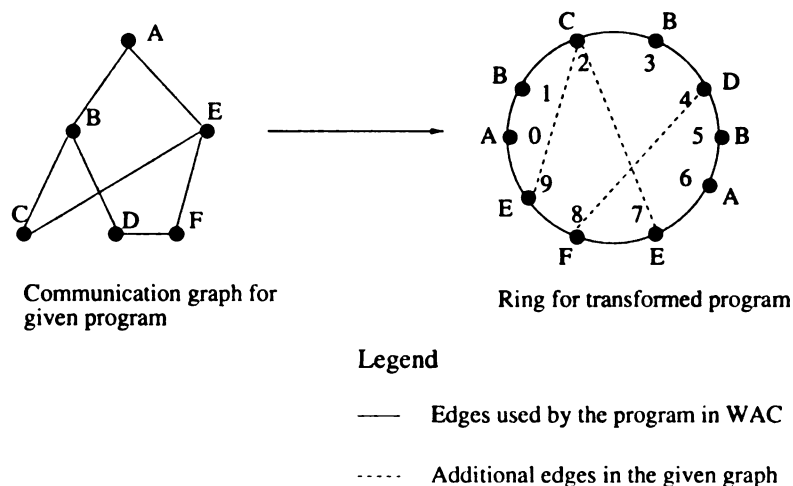 A
B
E
C
D
F
Communication graph for
given program
C
B
2
3
B
1
4
D
A
0
5
B
6
A
9
E
8
7
F
E
Ring for transformed program
Legend
Edges used by the program in WAC
Additional edges in the given graph